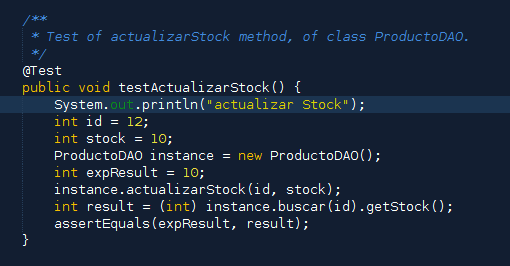 /**
* Test of actualizarStock method, of class ProductoDAO.
*/
@Test
public void testActualizarStock() {
System.out.println("actualizar Stock");
int id = 12;
int stock = 10;
ProductoDAO instance = new ProductoDAO();
int expResult = 10;
instance.actualizarStock(id, stock);
int result = (int) instance.buscar(id).getStock();
assertEquals(expResult, result);
}